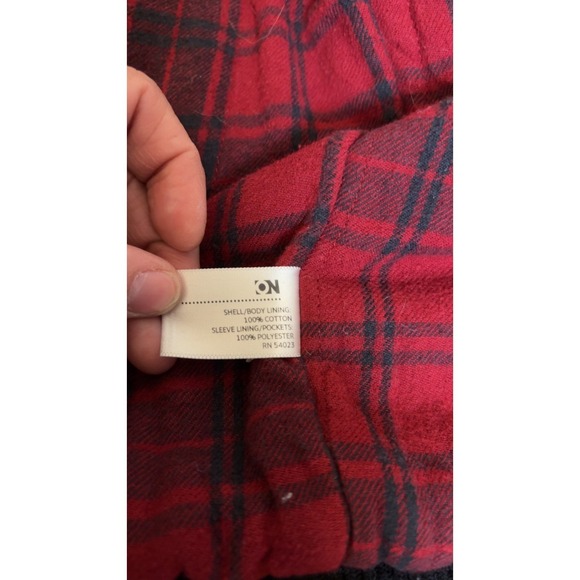 ON
SHELL/BODY LINING:
100% COTTON
SLEEVE LINING/POCKETS:
100% POLYESTER
RN 54023